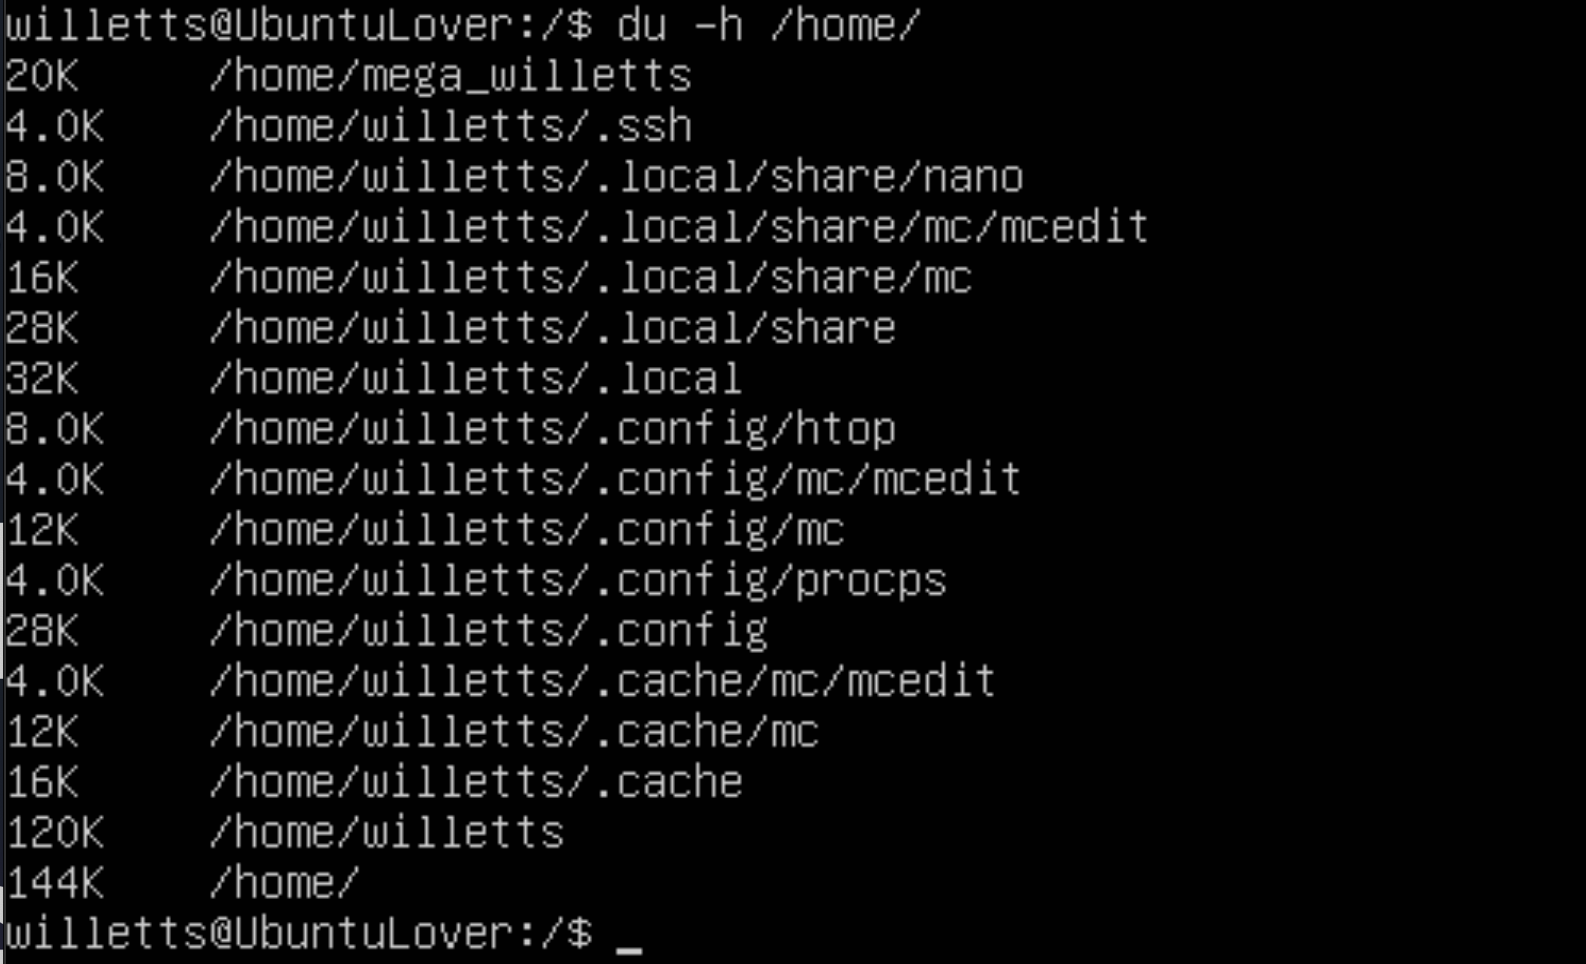 willetts@UbuntuLover:/$ du -h /home/
20K     /home/mega_willetts
4.0K    /home/willetts/.ssh
8.0K    /home/willetts/.local/share/nano
4.0K    /home/willetts/.local/share/mc/mcedit
16K     /home/willetts/.local/share/mc
28K     /home/willetts/.local/share
32K     /home/willetts/.local
8.0K    /home/willetts/.config/htop
4.0K    /home/willetts/.config/mc/mcedit
12K     /home/willetts/.config/mc
4.0K    /home/willetts/.config/procps
28K     /home/willetts/.config
4.0K    /home/willetts/.cache/mc/mcedit
12K     /home/willetts/.cache/mc
16K     /home/willetts/.cache
120K    /home/willetts
144K    /home/
willetts@UbuntuLover:/$ _